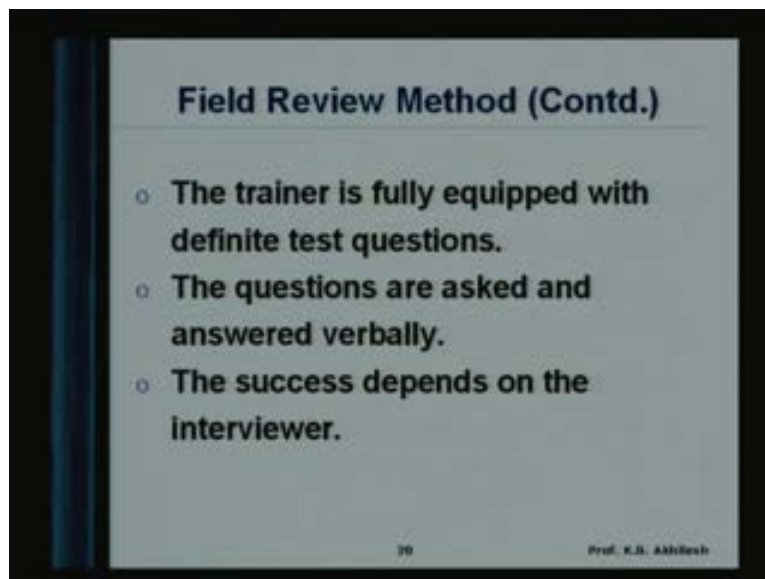 Field Review Method (Contd.)
o The trainer is fully equipped with
definite test questions.
o The questions are asked and
answered verbally.
o The success depends on the
interviewer.
20
Prof. K.B. Akhilesh